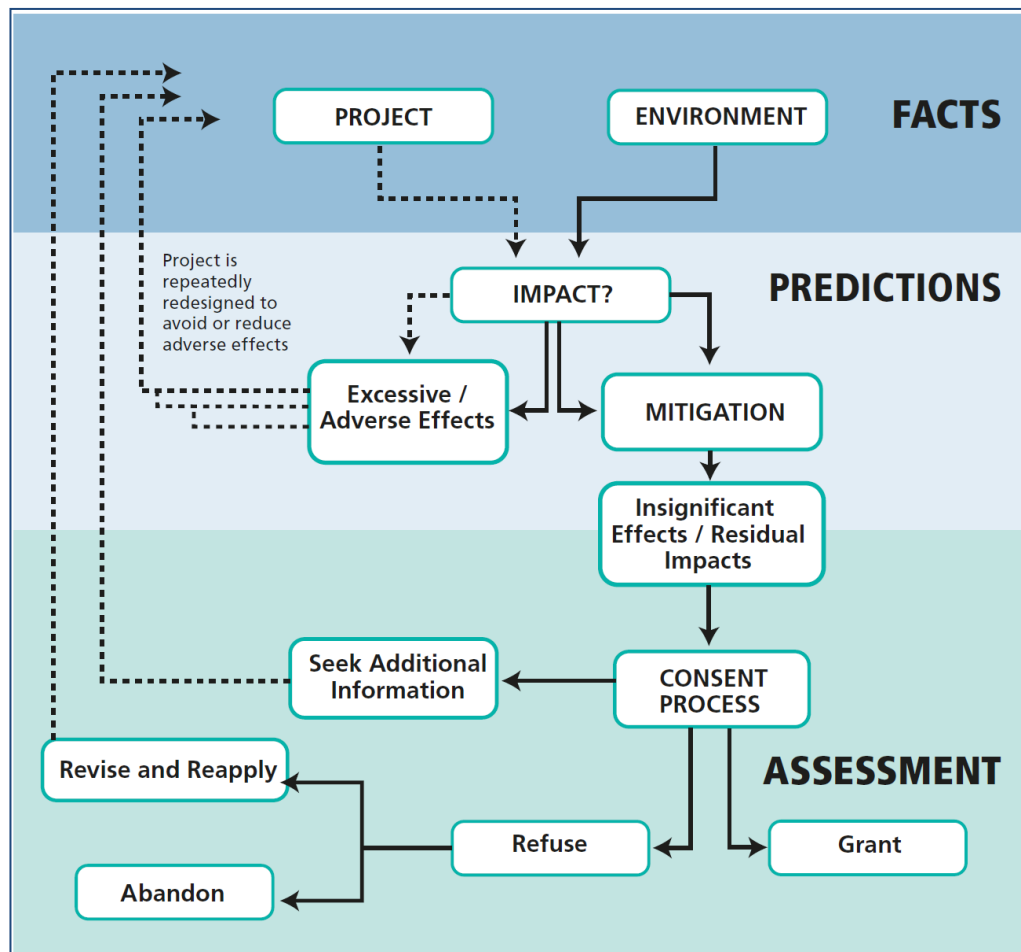 FACTS
PROJECT
ENVIRONMENT
PREDICTIONS
Project is
repeatedly
redesigned to
avoid or reduce
adverse effects
IMPACT?
Excessive /
Adverse Effects
MITIGATION
Insignificant
Effects / Residual
Impacts
Seek Additional
Information
CONSENT
PROCESS
ASSESSMENT
Revise and Reapply
Refuse
Grant
Abandon